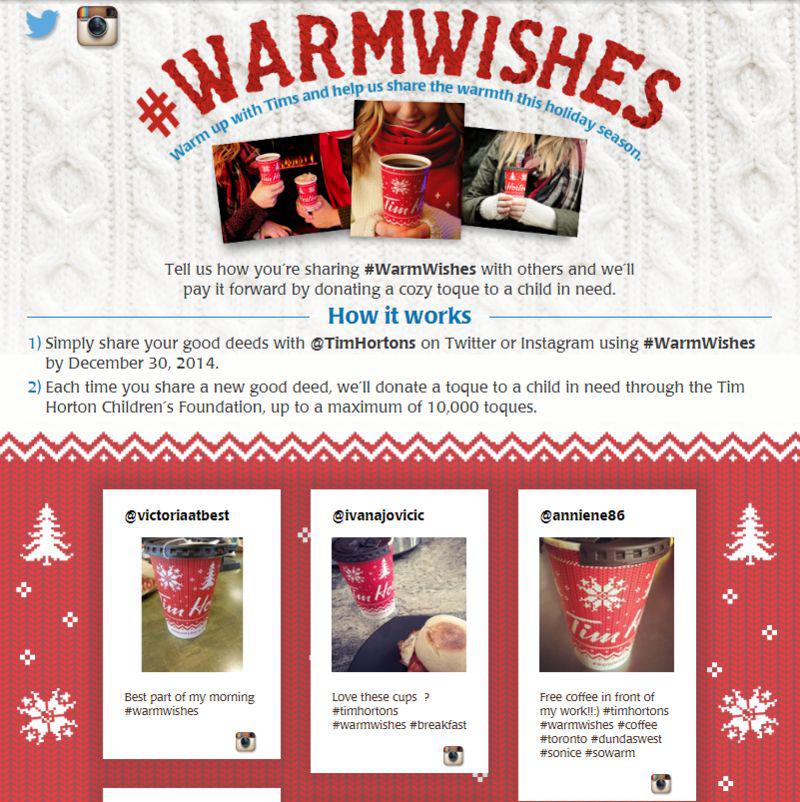 #WARMWISHES
Warm up with Tims and help us share the warmth this holiday season.
Tim H
Tell us how you´re sharing #WarmWishes with others and we´ll
pay it forward by donating a cozy toque to a child in need.
How it works
1) Simply share your good deeds with @TimHortons on Twitter or Instagram using #WarmWishes
by December 30, 2014.
2) Each time you share a new good deed, we´ll donate a toque to a child in need through the Tim
Horton Children´s Foundation, up to a maximum of 10,000 toques.
@victoriaatbest
Tim Ho
Best part of my morning
#warmwishes
@ivanajovicic
Tim Ho
Love these cups ?
#timhortons
#warmwishes #breakfast
@anniene86
Tim H
Free coffee in front of
my work!!:) #timhortons
#warmwishes #coffee
#toronto #dundaswest
#sonice #sowarm